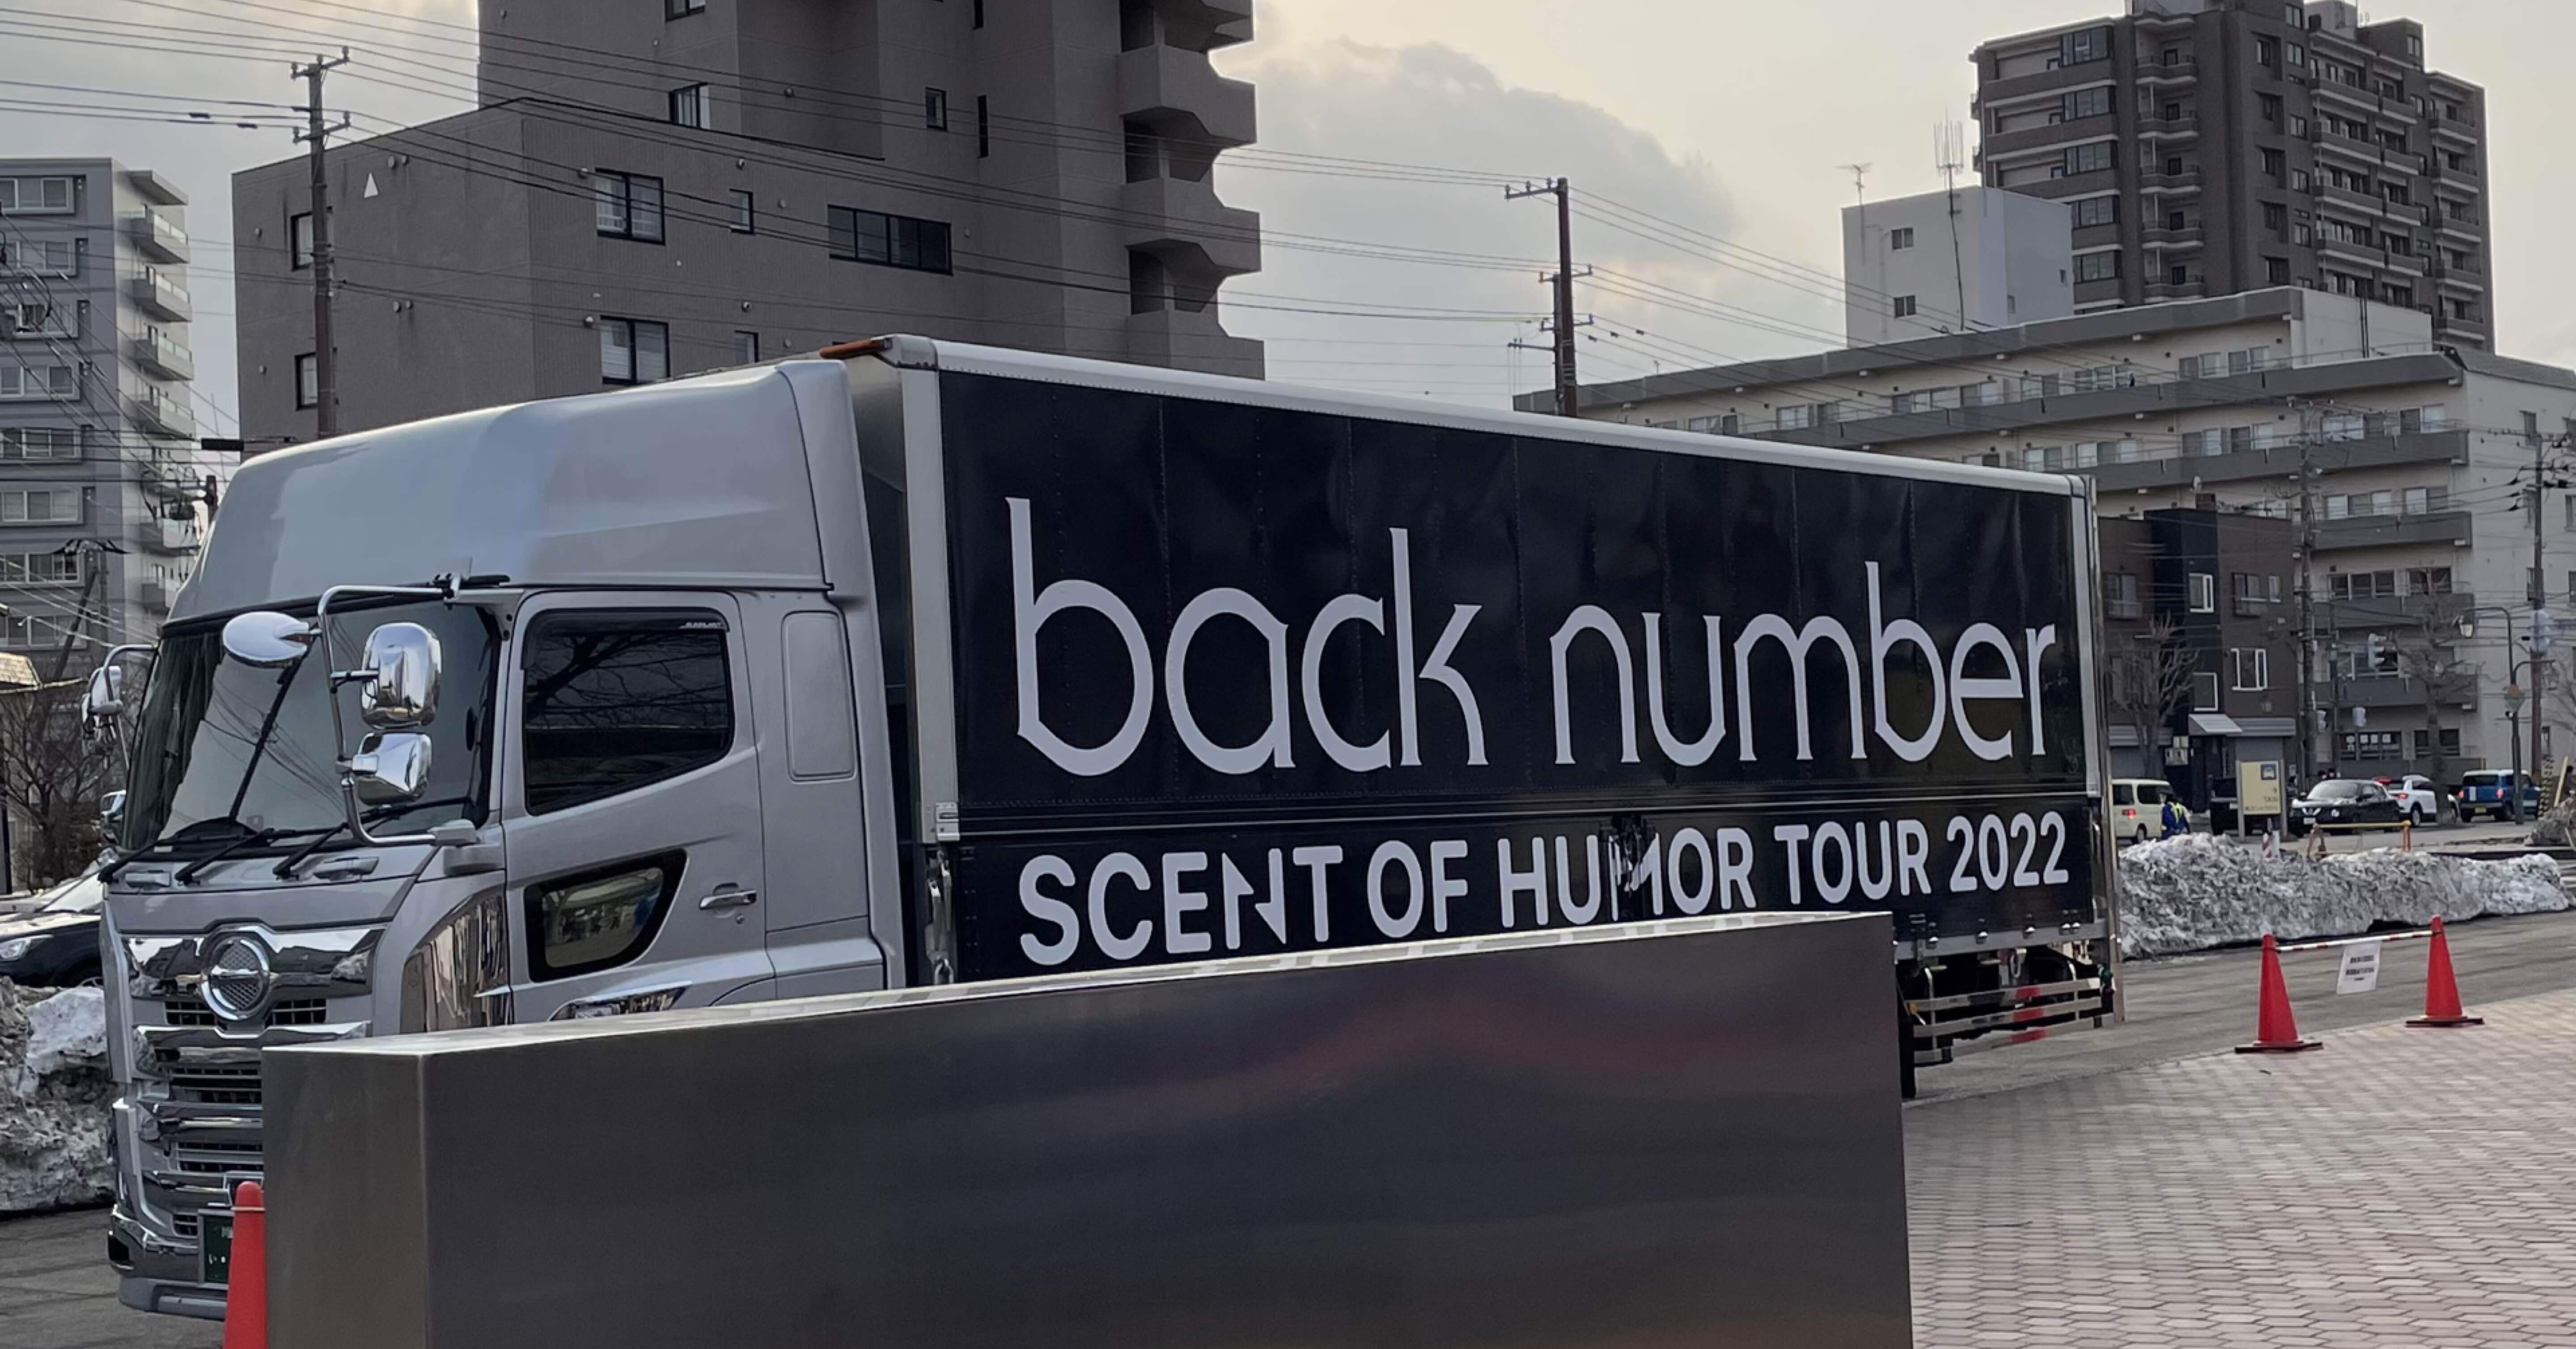 back number
SCENT OF HUMOR TOUR 2022